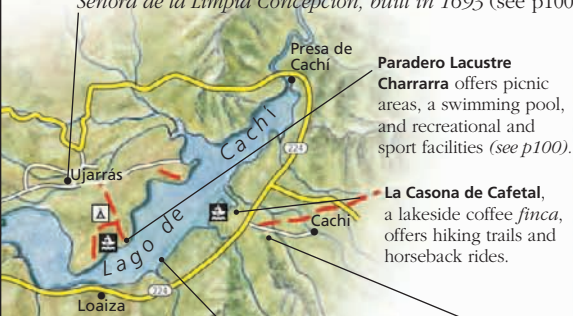 Señora de la Limpia Concepción, built in 1693 (see p100
Presa de
Cachí
Paradero Lacustre
Charrarra offers picnic
areas, a swimming pool,
and recreational and
sport facilities (see p100).
Cachí
224
Ujarrás
La Casona de Cafetal,
a lakeside coffee finca,
offers hiking trails and
horseback rides.
Cachí
Lago de
224
Loaiza